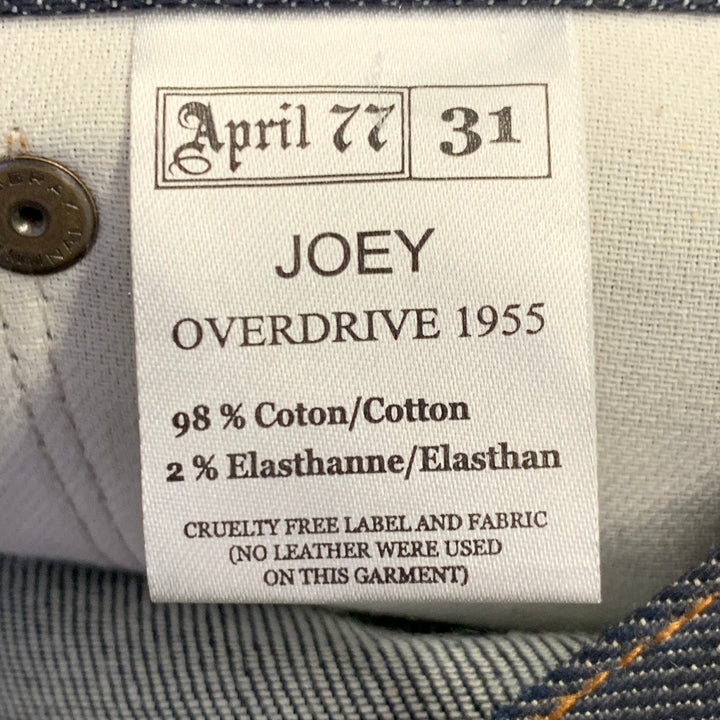 April 77 31
JOEY
OVERDRIVE 1955
98 % Coton/Cotton
2 % Elasthanne/Elasthan
CRUELTY FREE LABEL AND FABRIC
(NO LEATHER WERE USED
ON THIS GARMENT)